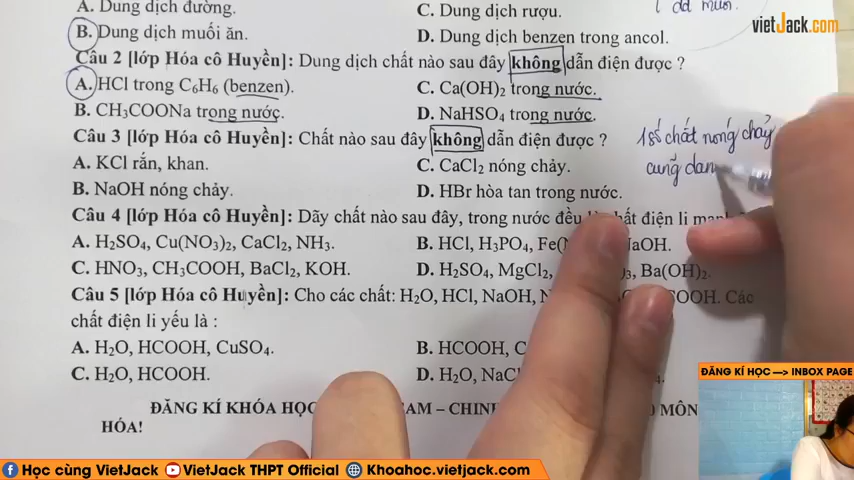 A. Dung dịch đường.
C. Dung dịch rượu.
1 dd muối.
vietJack.com
B. Dung dịch muối ăn.
D. Dung dịch benzen trong ancol.
Câu 2 [lớp Hóa cô Huyền]: Dung dịch chất nào sau đây không dẫn điện được ?
A. HCl trong C₆H₆ (benzen).
C. Ca(OH)₂ trong nước.
B. CH₃COONa trong nước.
D. NaHSO₄ trong nước.
Câu 3 [lớp Hóa cô Huyền]: Chất nào sau đây không dẫn điện được ?
1 số chất nóng chảy
cũng dẫn
A. KCl rắn, khan.
C. CaCl₂ nóng chảy.
B. NaOH nóng chảy.
D. HBr hòa tan trong nước.
Câu 4 [lớp Hóa cô Huyền]: Dãy chất nào sau đây, trong nước đều chất điện li
A. H₂SO₄, Cu(NO₃)₂, CaCl₂, NH₃.
B. HCl, H₃PO₄, NaOH.
C. HNO₃, CH₃COOH, BaCl₂, KOH.
D. H₂SO₄, MgCl₂, Ba(OH)₂.
Câu 5 [lớp Hóa cô Huyền]: Cho các chất: H₂O, HCl, NaOH, Các
chất điện li yếu là :
A. H₂O, HCOOH, CuSO₄.
B. HCOOH,
C. H₂O, HCOOH.
D. H₂O,
ĐĂNG KÍ HỌC —> INBOX PAGE
ĐĂNG KÍ KHÓA HỌC MÔN
HÓA!
Học cùng VietJack VietJack THPT Official Khoahoc.vietjack.com